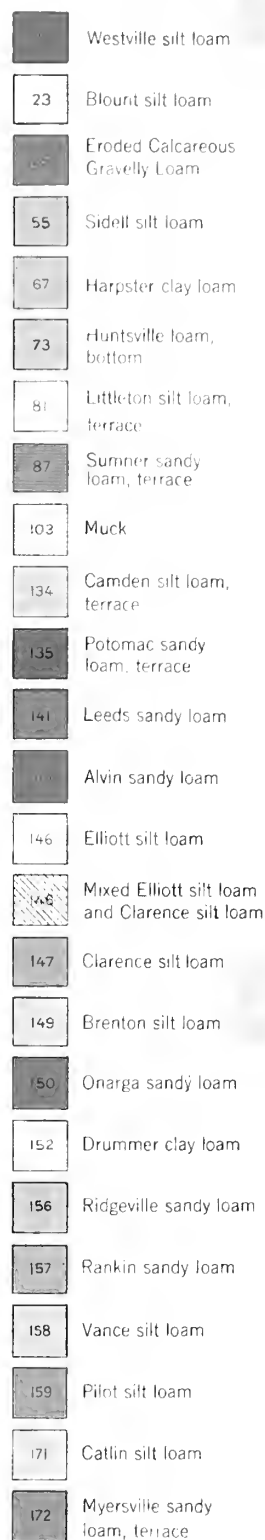 Westville silt loam
23 Blount silt loam
Eroded Calcareous
Gravelly Loam
55 Sidell silt loam
67 Harpster clay loam
73 Huntsville loam,
bottom
81 Littleton silt loam,
terrace
87 Sumner sandy
loam, terrace
103 Muck
134 Camden silt loam,
terrace
135 Potomac sandy
loam, terrace
141 Leeds sandy loam
Alvin sandy loam
146 Elliott silt loam
146 Mixed Elliott silt loam
and Clarence silt loam
147 Clarence silt loam
149 Brenton silt loam
150 Onarga sandy loam
152 Drummer clay loam
156 Ridgeville sandy loam
157 Rankin sandy loam
158 Vance silt loam
159 Pilot silt loam
171 Catlin silt loam
172 Myersville sandy
loam, terrace